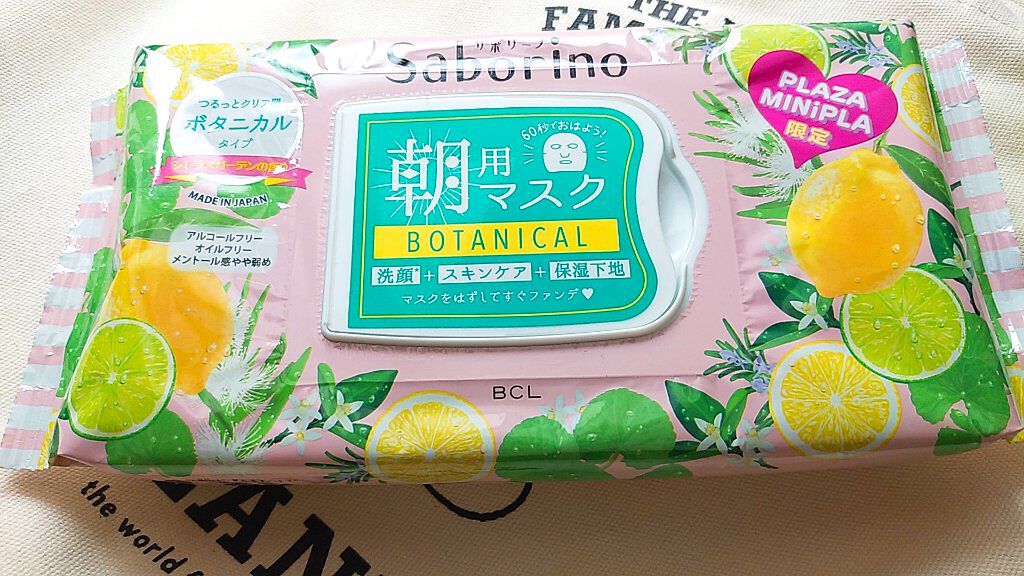 THE
FAM
サボリーノ
Saborino
つるっとクリア肌
ボタニカル
タイプ
MADE IN JAPAN
アルコールフリー
オイルフリー
メントール感やや弱め
60秒でおはよう!
朝用マスク
BOTANICAL
洗顔*+スキンケア+保湿下地
マスクをはずしてすぐファンデ♥
BCL
PLAZA
MINiPLA
限定
the world